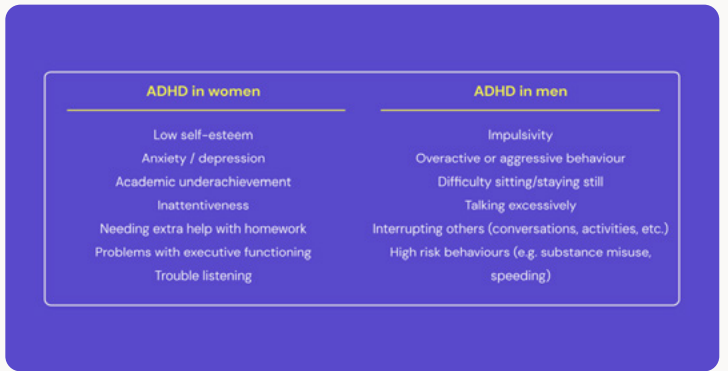 ADHD in women
Low self-esteem
Anxiety / depression
Academic underachievement
Inattentiveness
Needing extra help with homework
Problems with executive functioning
Trouble listening
ADHD in men
Impulsivity
Overactive or aggressive behaviour
Difficulty sitting/staying still
Talking excessively
Interrupting others (conversations, activities, etc.)
High risk behaviours (e.g. substance misuse,
speeding)